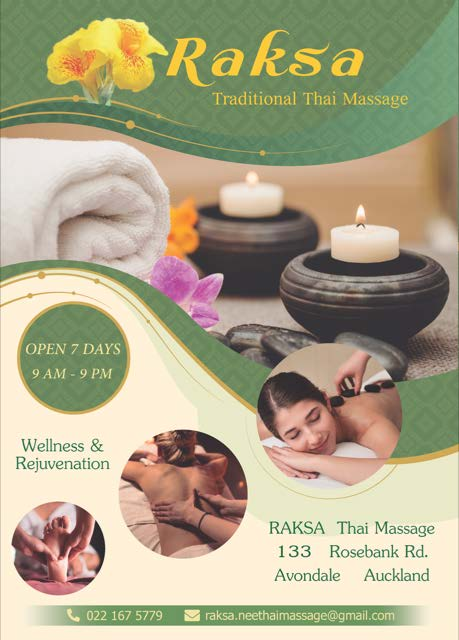 Raksa
Traditional Thai Massage
OPEN 7 DAYS
9 AM - 9 PM
Wellness &
Rejuvenation
RAKSA Thai Massage
133 Rosebank Rd.
Avondale Auckland
022 167 5779 raksa.neethaimassage@gmail.com